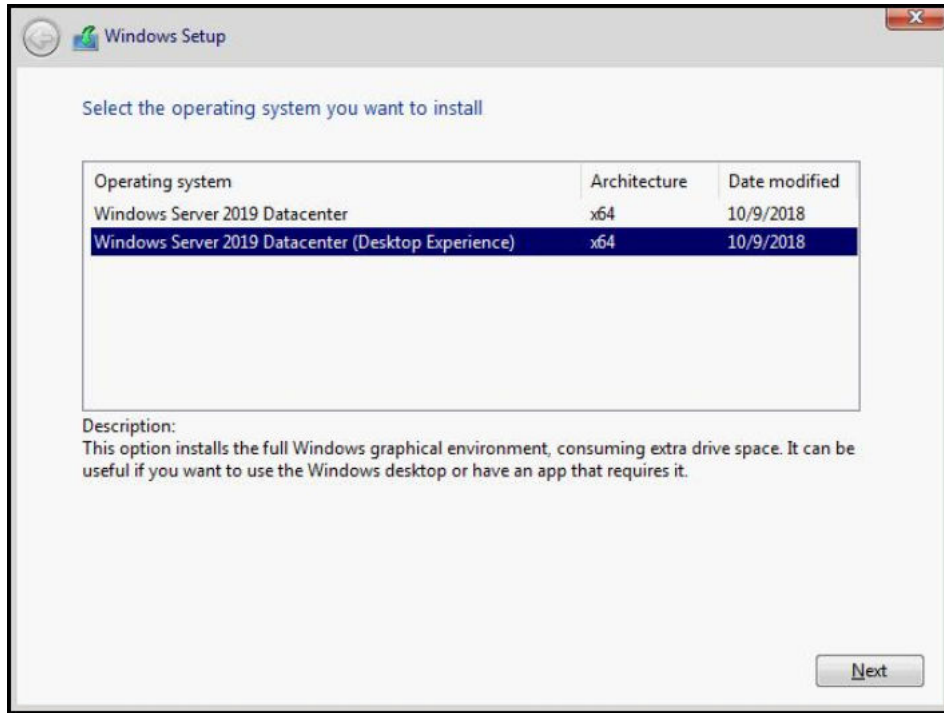 Windows Setup
Select the operating system you want to install
Operating system Architecture Date modified
Windows Server 2019 Datacenter x64 10/9/2018
Windows Server 2019 Datacenter (Desktop Experience) x64 10/9/2018
Description:
This option installs the full Windows graphical environment, consuming extra drive space. It can be
useful if you want to use the Windows desktop or have an app that requires it.
Next